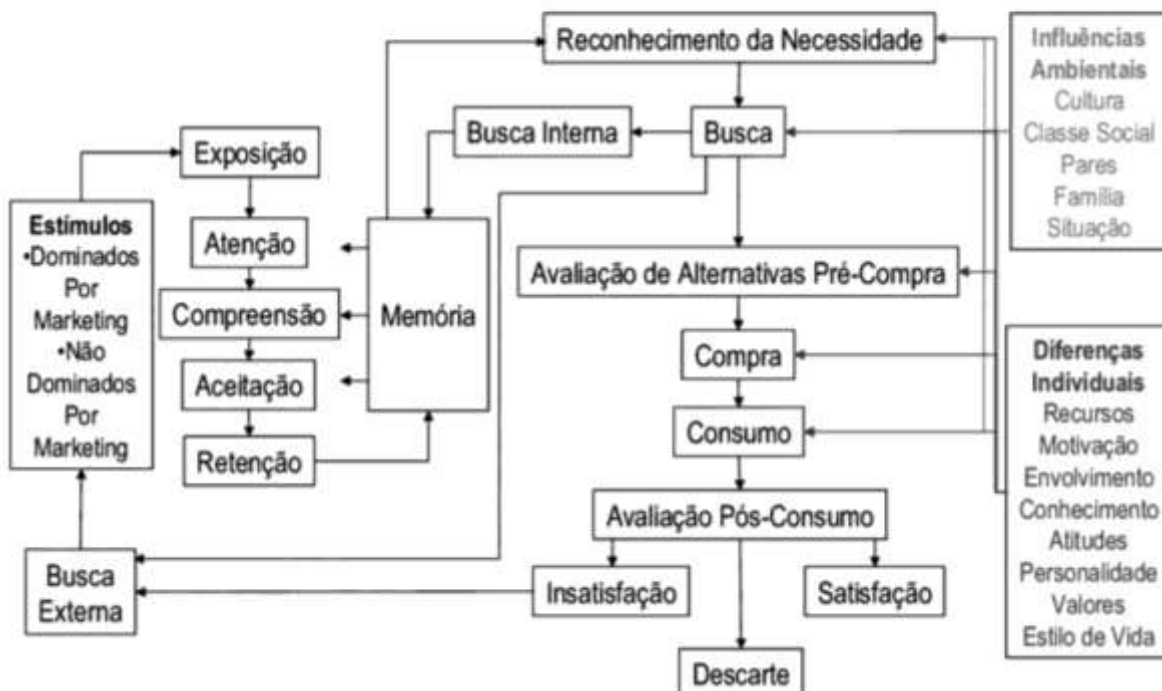 Reconhecimento da Necessidade
Busca Interna
Busca
Exposição
Atenção
Compreensão
Aceitação
Retenção
Memória
Estímulos
•Dominados
Por
Marketing
•Não
Dominados
Por
Marketing
Busca
Externa
Avaliação de Alternativas Pré-Compra
Compra
Consumo
Avaliação Pós-Consumo
Insatisfação
Satisfação
Descarte
Influências
Ambientais
Cultura
Classe Social
Pares
Família
Situação
Diferenças
Individuais
Recursos
Motivação
Envolvimento
Conhecimento
Atitudes
Personalidade
Valores
Estilo de Vida